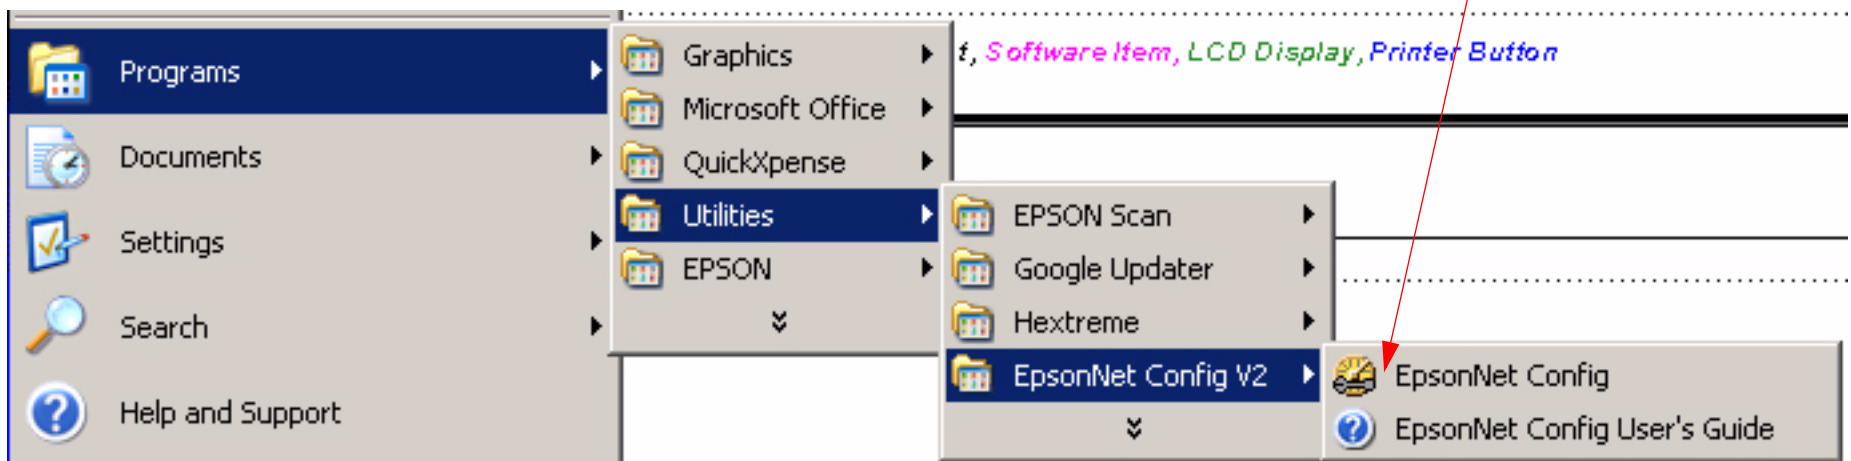 Programs
Documents
Settings
Search
Help and Support
Graphics
Microsoft Office
QuickXpense
Utilities
EPSON
EPSON Scan
Google Updater
Hextreme
EpsonNet Config V2
EpsonNet Config
EpsonNet Config User's Guide
t, Software Item, LCD Display, Printer Button